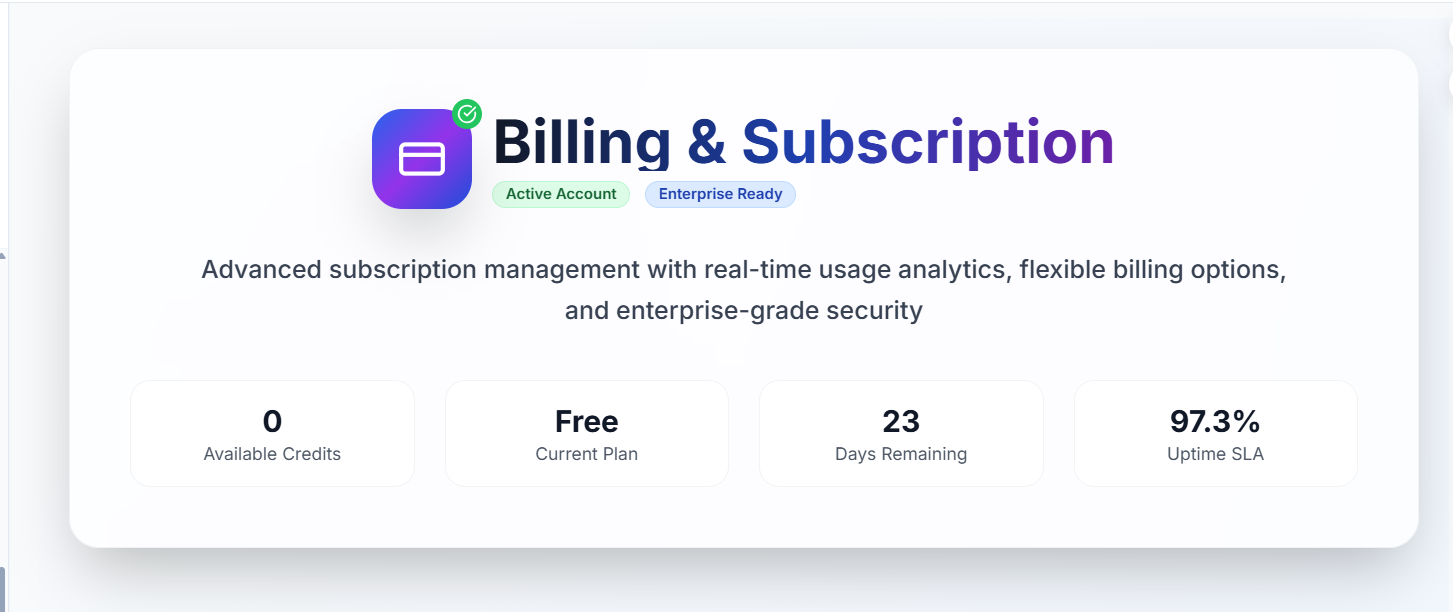 Billing & Subscription
Active Account
Enterprise Ready
Advanced subscription management with real-time usage analytics, flexible billing options,
and enterprise-grade security
0
Available Credits
Free
Current Plan
23
Days Remaining
97.3%
Uptime SLA